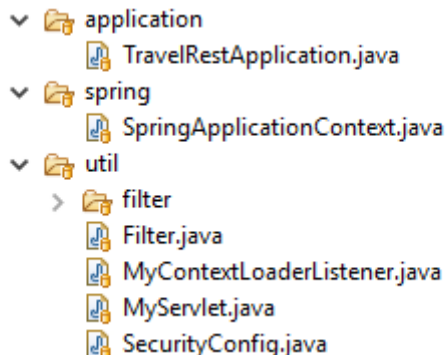 application
TravelRestApplication.java
spring
SpringApplicationContext.java
util
filter
Filter.java
MyContextLoaderListener.java
MyServlet.java
SecurityConfig.java